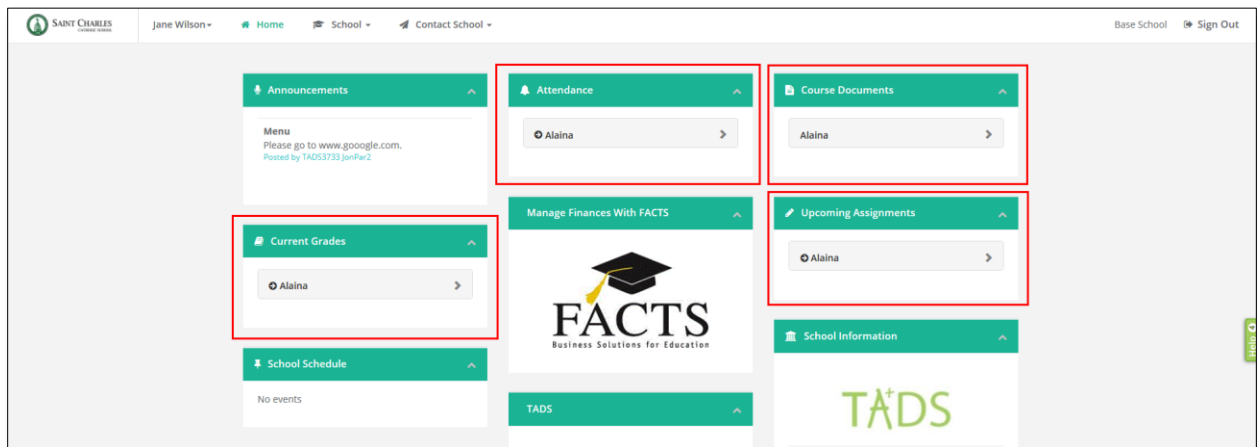 SAINT CHARLES
CATHOLIC SCHOOL
Jane Wilson
Home
School
Contact School
Base School
Sign Out
Announcements
Menu
Please go to www.gooogle.com.
Posted by TADS3733 JonPar2
Current Grades
Alaina
School Schedule
No events
Attendance
Alaina
Manage Finances With FACTS
FACTS
Business Solutions for Education
TADS
Course Documents
Alaina
Upcoming Assignments
Alaina
School Information
TADS
Help